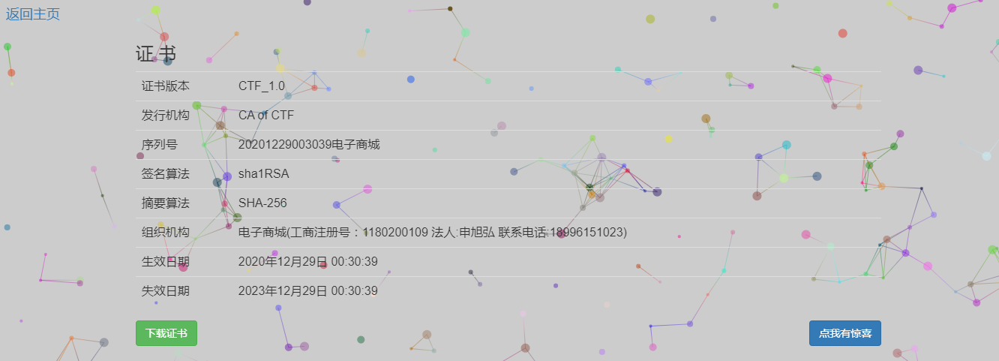 返回主页
证 书
证书版本 CTF_1.0
发行机构 CA of CTF
序列号 20201229003039电子商城
签名算法 sha1RSA
摘要算法 SHA-256
组织机构 电子商城(工商注册号：1180200109 法人:申旭弘 联系电话:18996151023)
生效日期 2020年12月29日 00:30:39
失效日期 2023年12月29日 00:30:39
下载证书 点我有惊喜